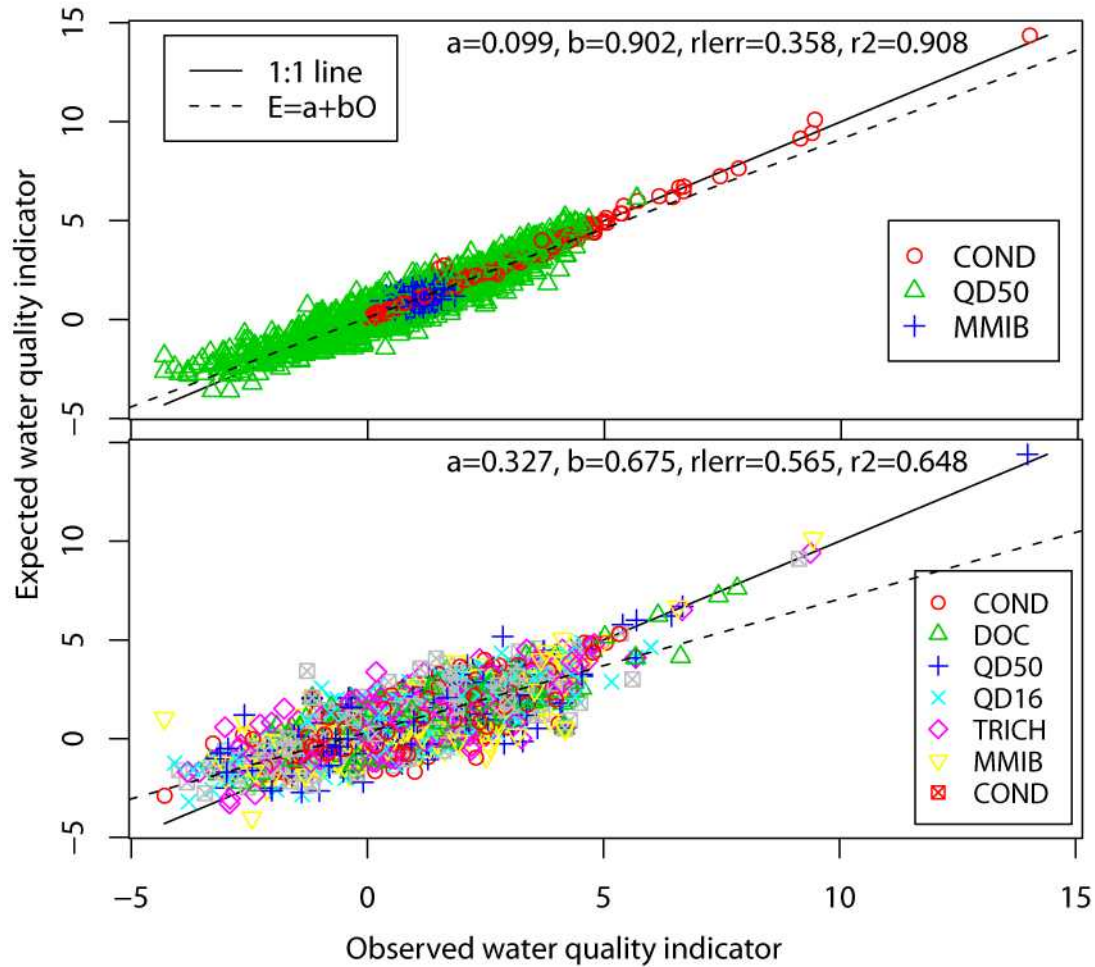 a=0.099, b=0.902, rlerr=0.358, r2=0.908
1:1 line
E=a+bO
15
10
5
0
−5
COND
QD50
MMIB
Expected water quality indicator
a=0.327, b=0.675, rlerr=0.565, r2=0.648
10
5
0
−5
COND
DOC
QD50
QD16
TRICH
MMIB
COND
−5 0 5 10 15
Observed water quality indicator